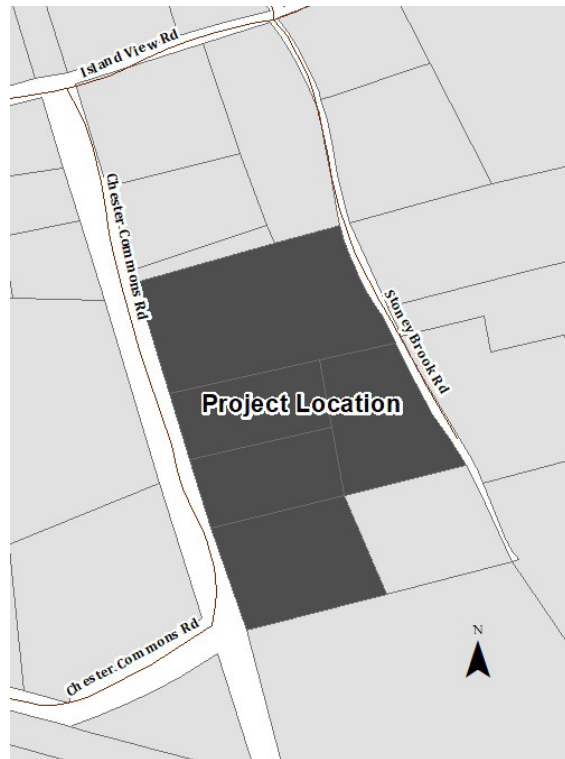 Island View Rd
Chester Commons Rd
Stoney Brook Rd
Project Location
Chester Commons Rd
N